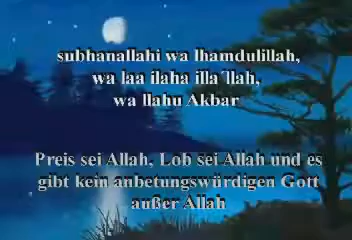 subhanallahi wa lhamdulillah,
wa laa ilaha illa´llah,
wa llahu Akbar
Preis sei Allah, Lob sei Allah und es
gibt kein anbetungswürdigen Gott
außer Allah